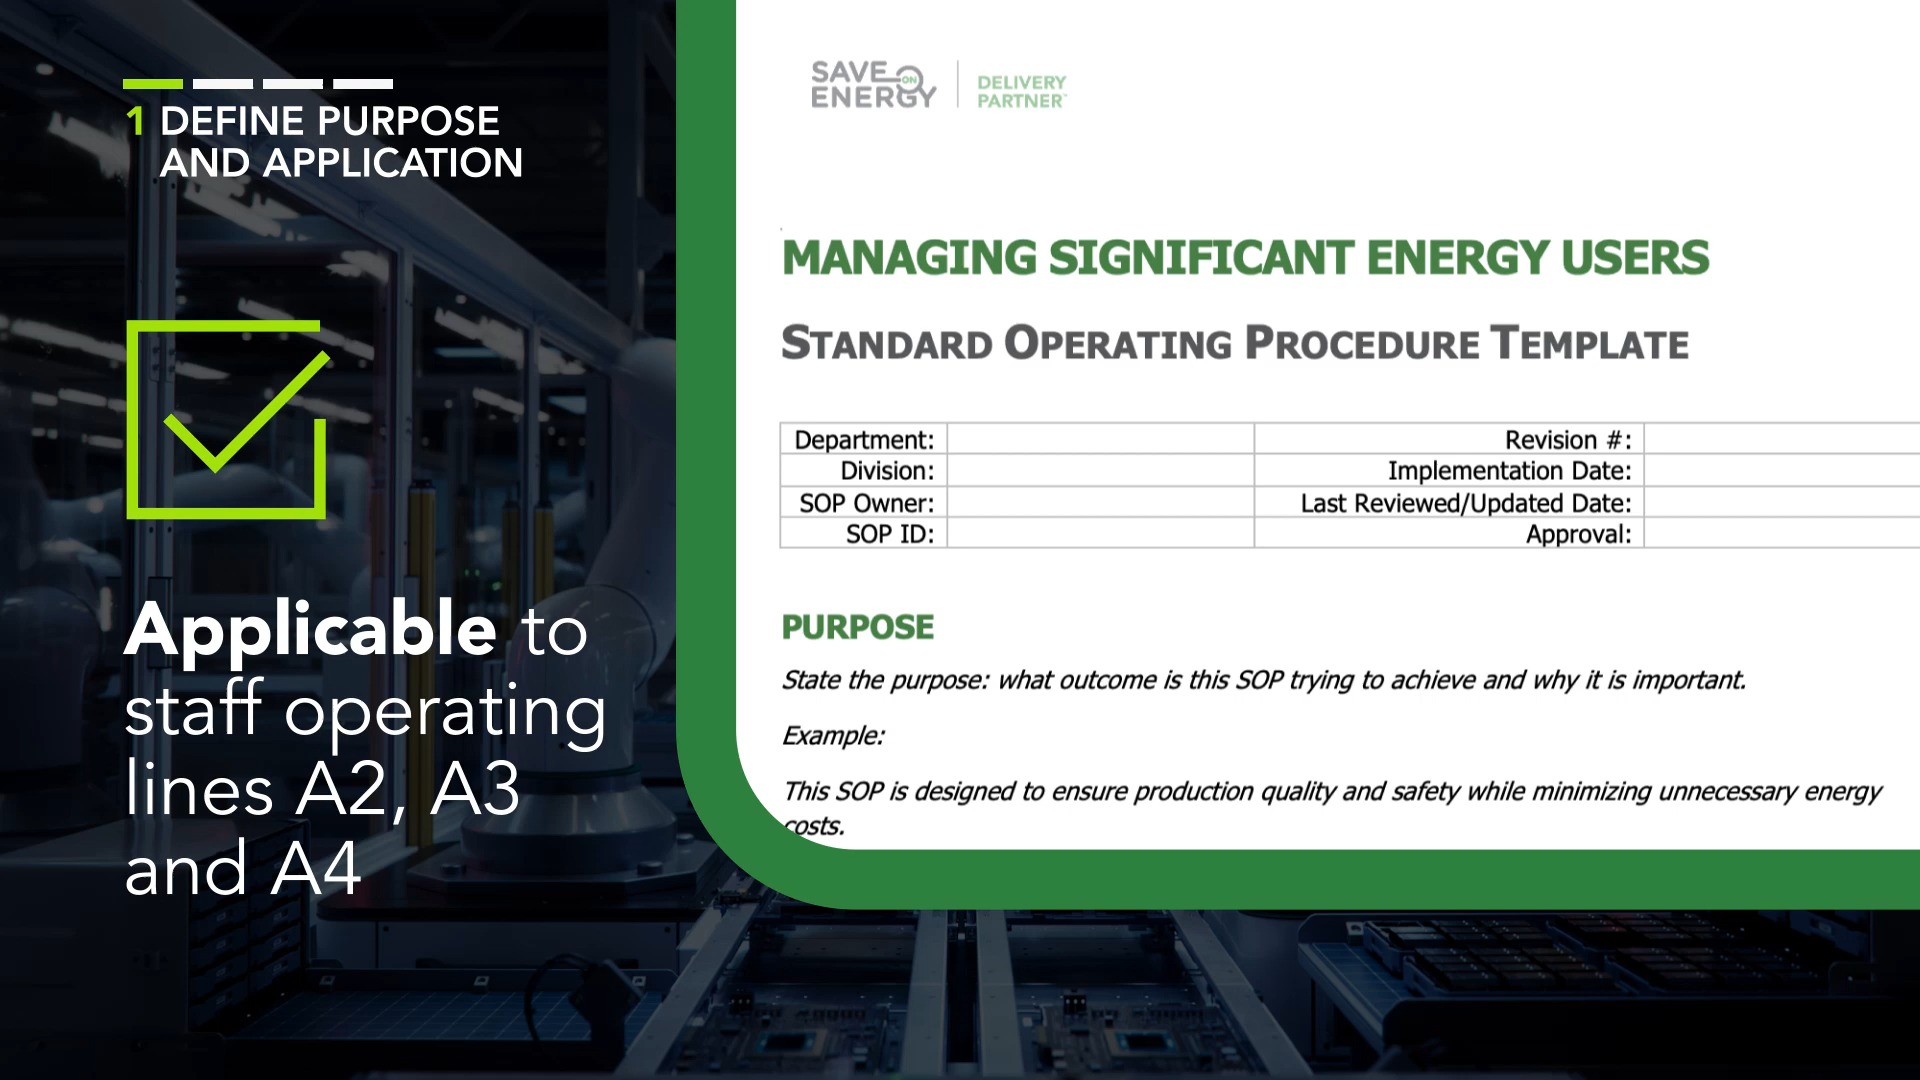 1 DEFINE PURPOSE
AND APPLICATION
Applicable to
staff operating
lines A2, A3
and A4
SAVE ON
ENERGY
DELIVERY
PARTNER™
MANAGING SIGNIFICANT ENERGY USERS
STANDARD OPERATING PROCEDURE TEMPLATE
Department:
Revision #:
Division:
Implementation Date:
SOP Owner:
Last Reviewed/Updated Date:
SOP ID:
Approval:
PURPOSE
State the purpose: what outcome is this SOP trying to achieve and why it is important.
Example:
This SOP is designed to ensure production quality and safety while minimizing unnecessary energy
costs.